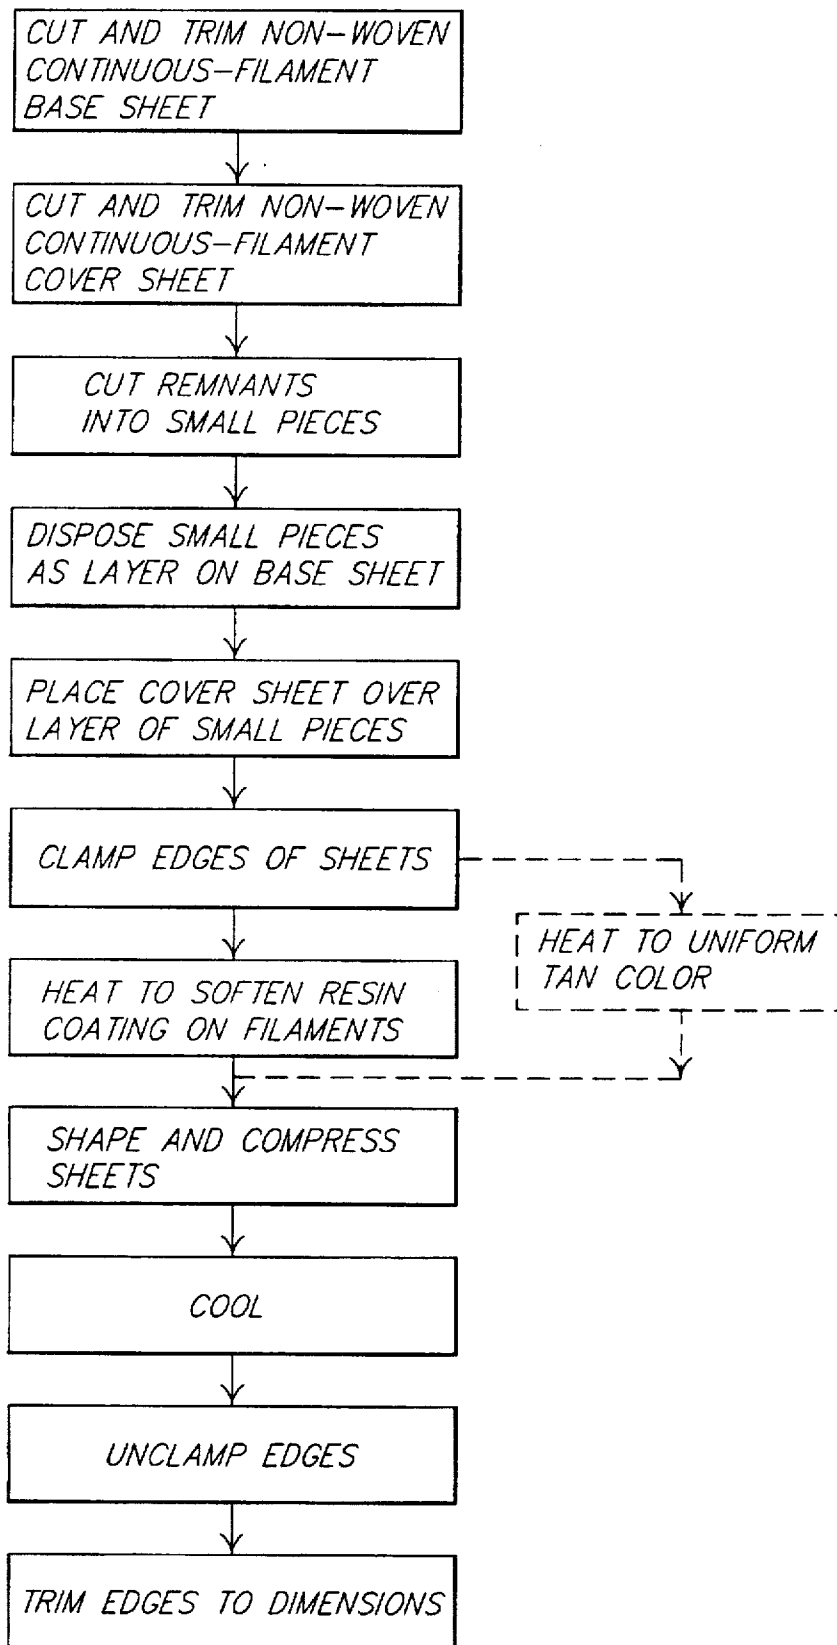 CUT AND TRIM NON-WOVEN
CONTINUOUS-FILAMENT
BASE SHEET
CUT AND TRIM NON-WOVEN
CONTINUOUS-FILAMENT
COVER SHEET
CUT REMNANTS
INTO SMALL PIECES
DISPOSE SMALL PIECES
AS LAYER ON BASE SHEET
PLACE COVER SHEET OVER
LAYER OF SMALL PIECES
CLAMP EDGES OF SHEETS
HEAT TO UNIFORM
TAN COLOR
HEAT TO SOFTEN RESIN
COATING ON FILAMENTS
SHAPE AND COMPRESS
SHEETS
COOL
UNCLAMP EDGES
TRIM EDGES TO DIMENSIONS